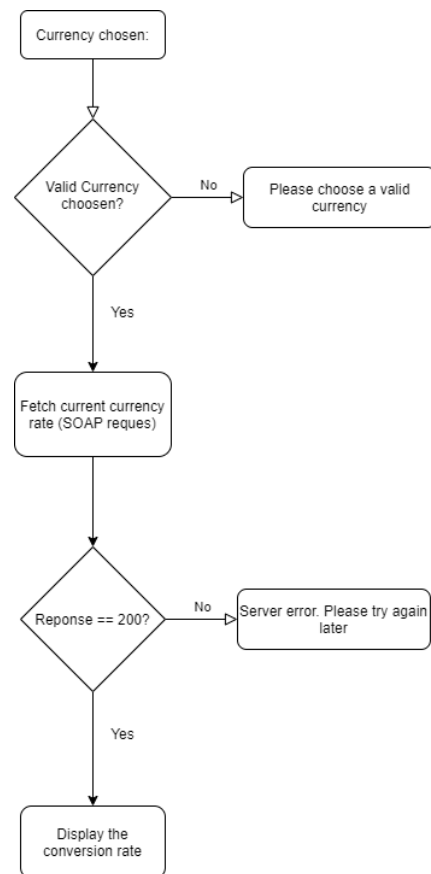 Currency chosen:
Valid Currency
choosen?
No
Please choose a valid
currency
Yes
Fetch current currency
rate (SOAP reques)
Reponse == 200?
No
Server error. Please try again
later
Yes
Display the
conversion rate